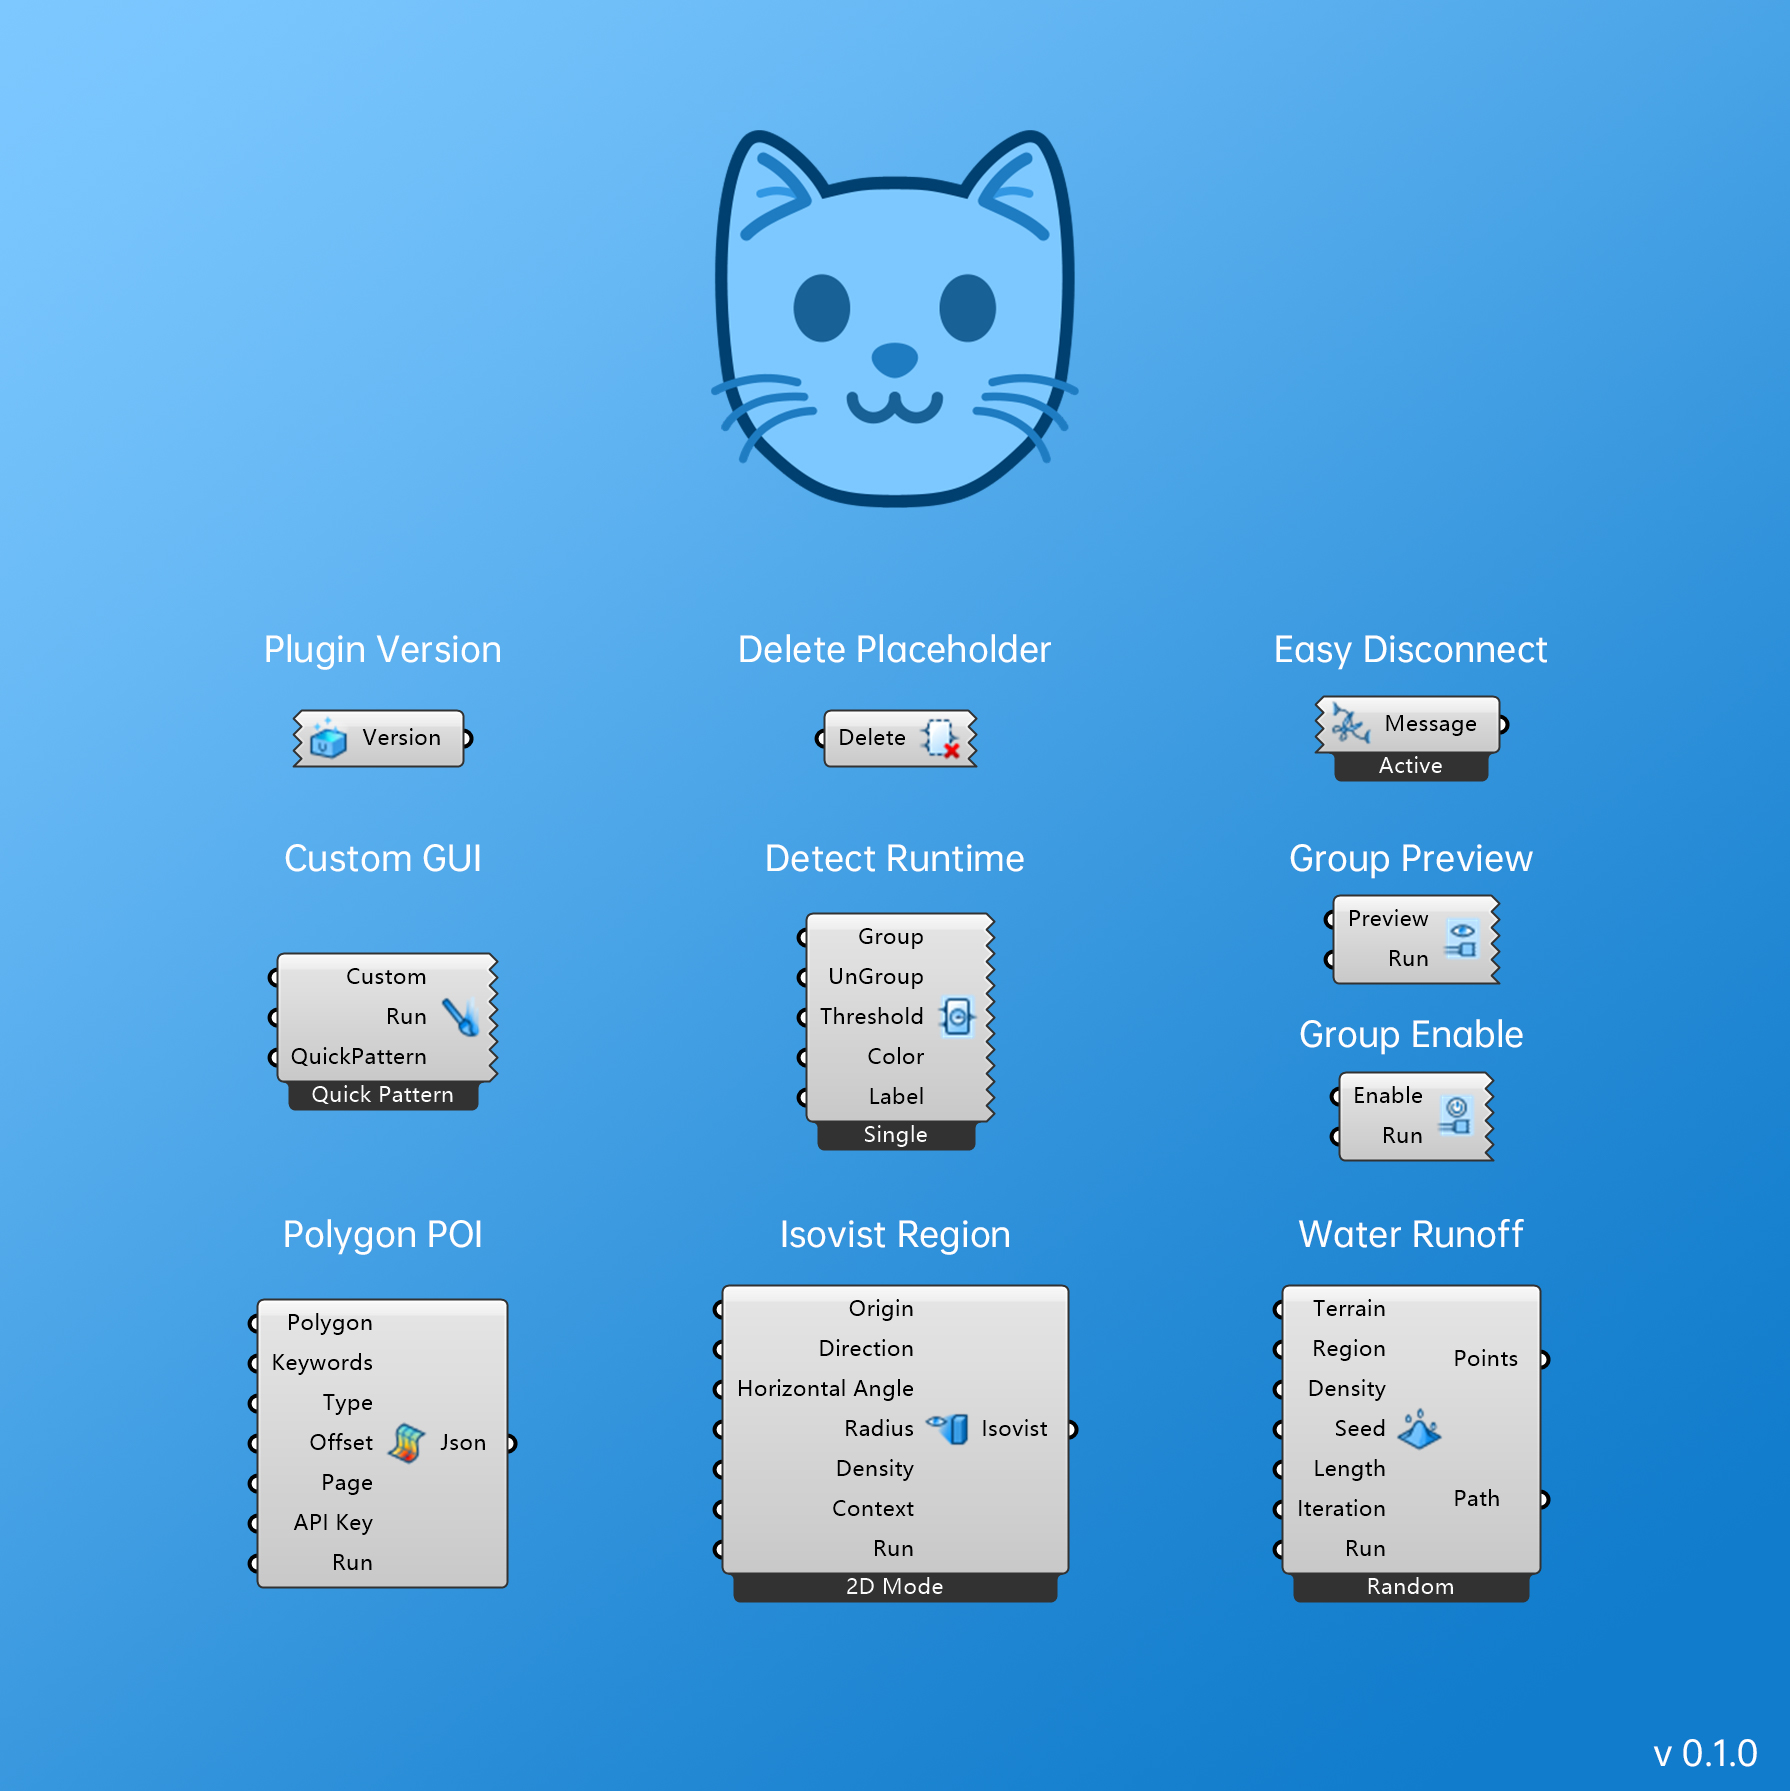 Plugin Version
Delete Placeholder
Easy Disconnect
Version
Delete
Message
Active
Custom GUI
Detect Runtime
Group Preview
Custom
Run
QuickPattern
Quick Pattern
Group
UnGroup
Threshold
Color
Label
Single
Preview
Run
Group Enable
Enable
Run
Polygon POI
Isovist Region
Water Runoff
Polygon
Keywords
Type
Offset
Page
API Key
Run
Json
Origin
Direction
Horizontal Angle
Radius
Density
Context
Run
Isovist
2D Mode
Terrain
Region
Density
Seed
Length
Iteration
Run
Points
Path
Random
v 0.1.0